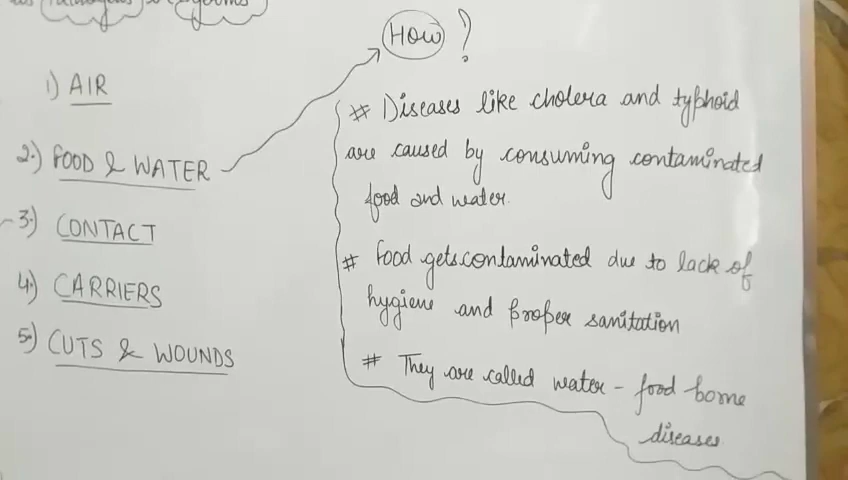 How ?
1) AIR
2.) FOOD & WATER
3.) CONTACT
4.) CARRIERS
5.) CUTS & WOUNDS
# Diseases like cholera and typhoid
are caused by consuming contaminated
food and water.
# Food gets contaminated due to lack of
hygiene and proper sanitation
# They are called water - food borne
diseases